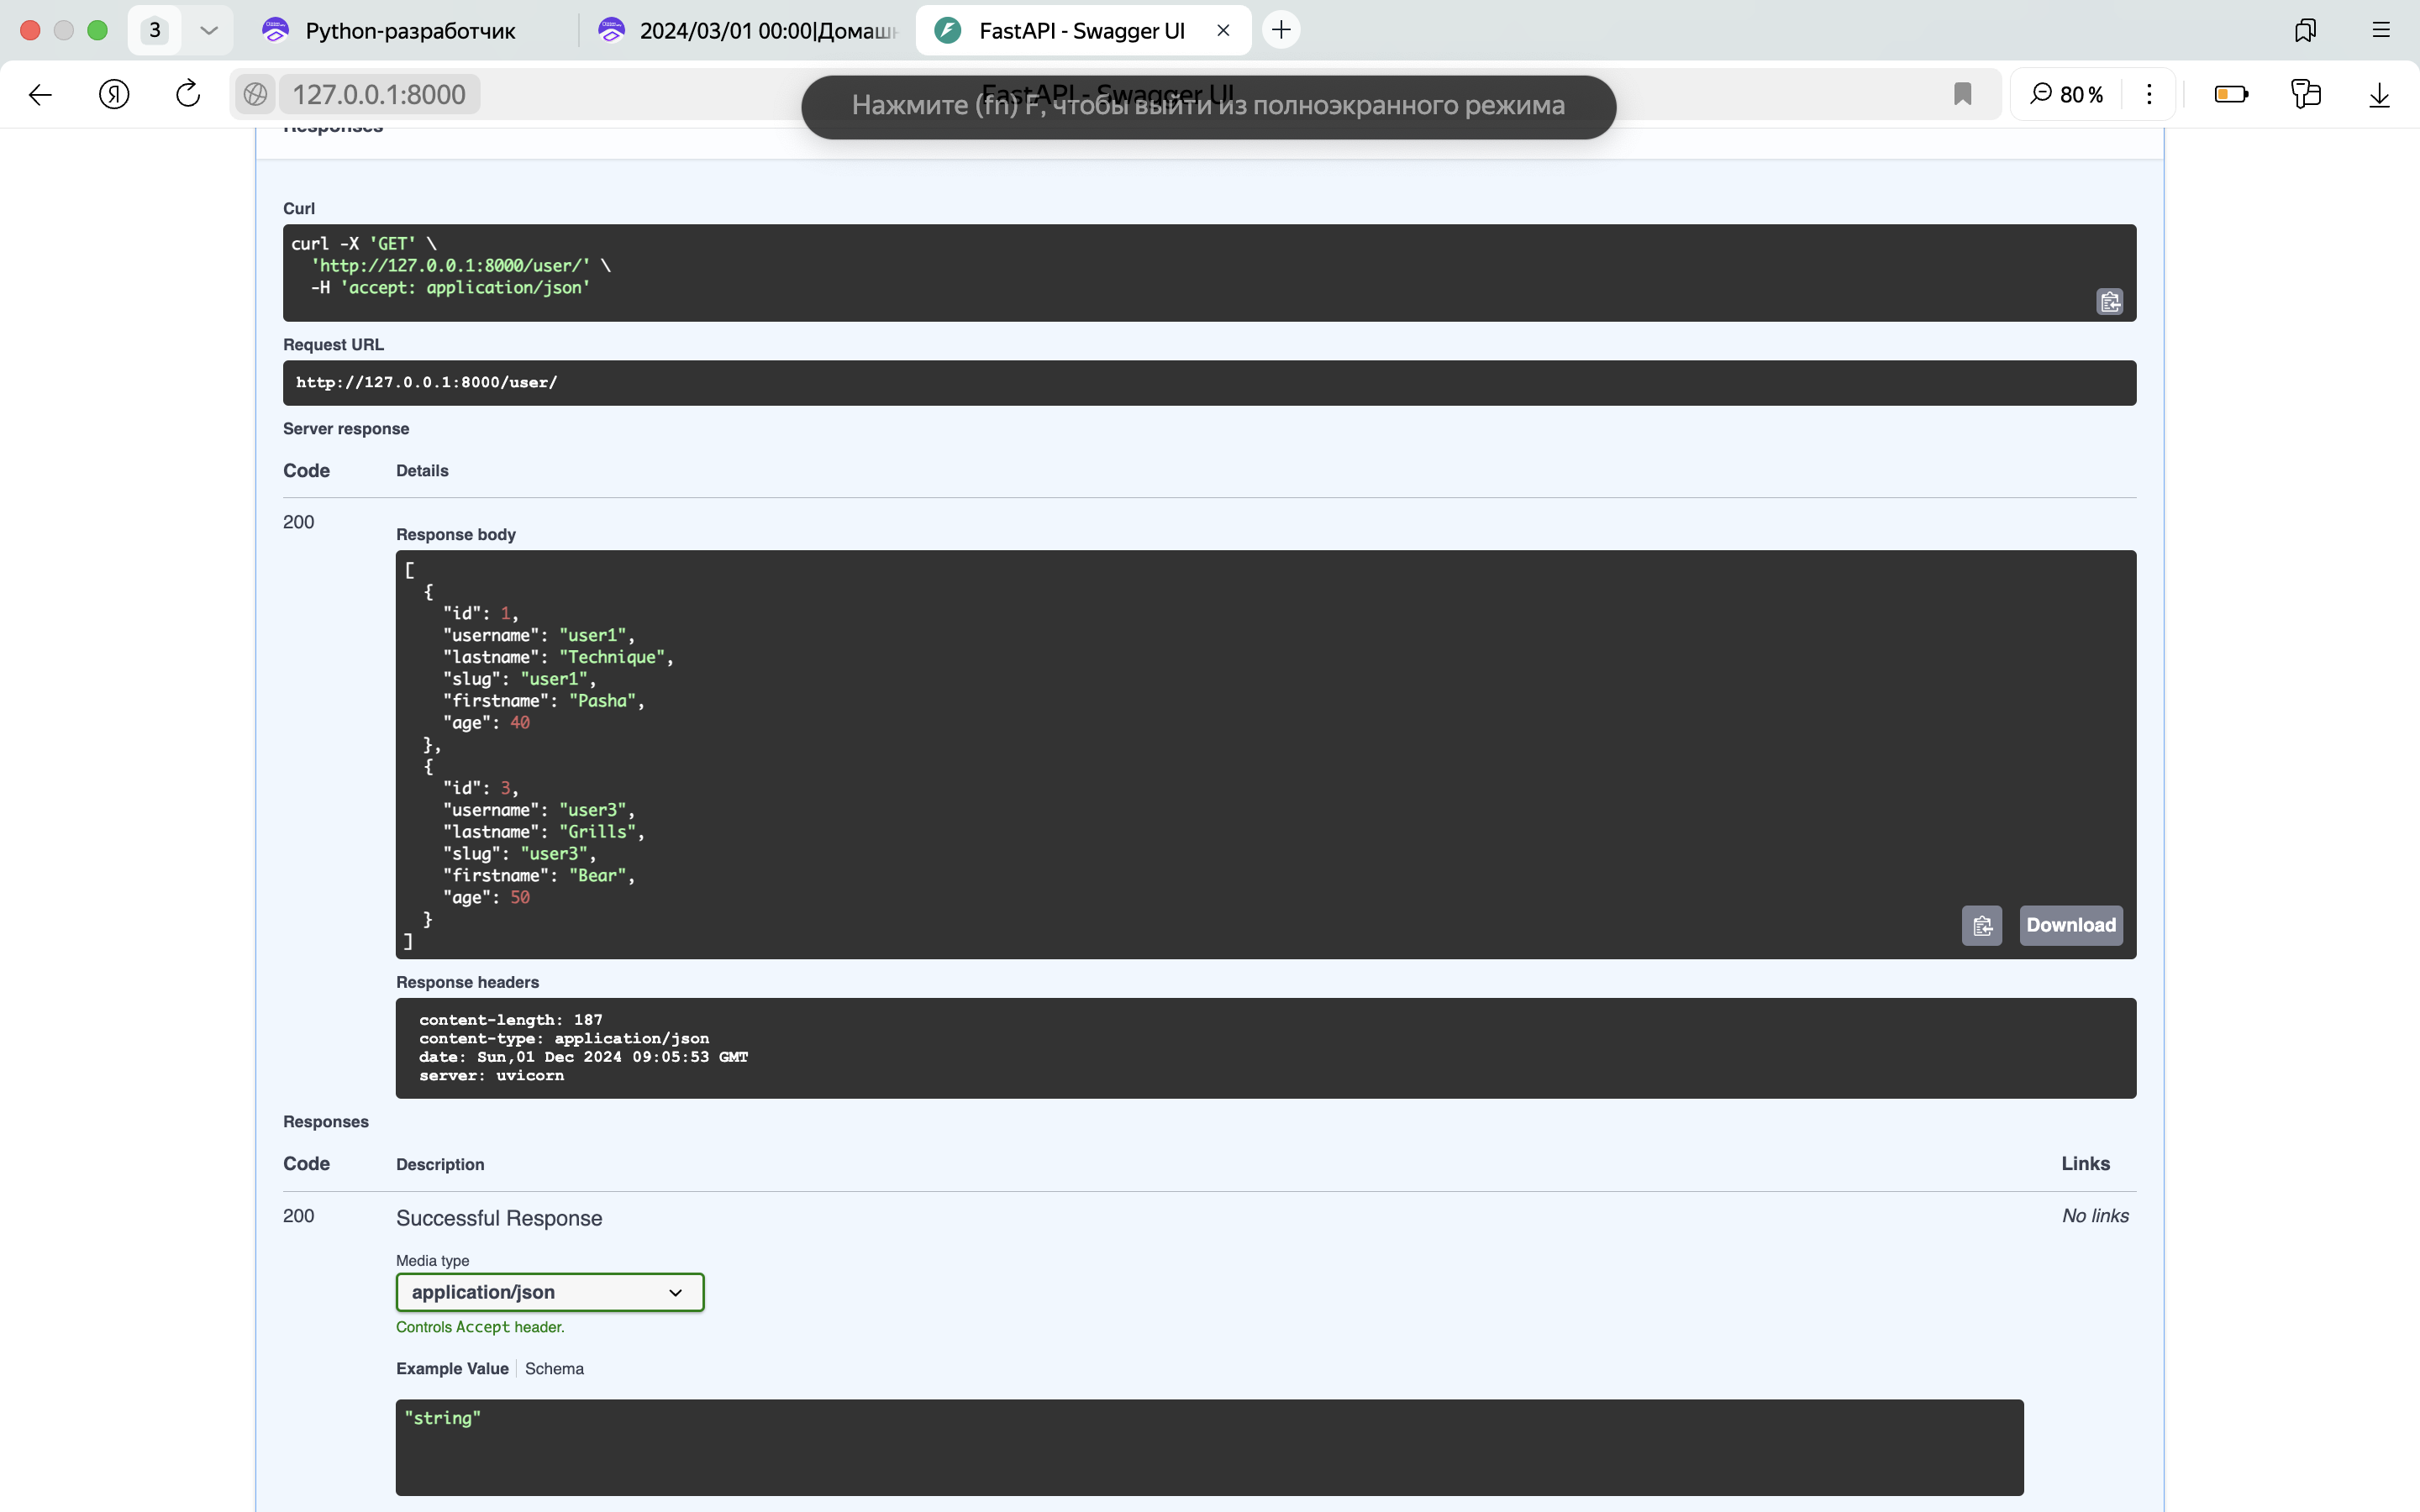 3
Python-разработчик
2024/03/01 00:00|Домашн
FastAPI - Swagger UI
127.0.0.1:8000
FastAPI - Swagger UI
Нажмите (fn) F, чтобы выйти из полноэкранного режима
80 %
Responses
Curl
curl -X 'GET' \
'http://127.0.0.1:8000/user/' \
-H 'accept: application/json'
Request URL
http://127.0.0.1:8000/user/
Server response
Code Details
200
Response body
[
{
"id": 1,
"username": "user1",
"lastname": "Technique",
"slug": "user1",
"firstname": "Pasha",
"age": 40
},
{
"id": 3,
"username": "user3",
"lastname": "Grills",
"slug": "user3",
"firstname": "Bear",
"age": 50
}
]
Download
Response headers
content-length: 187
content-type: application/json
date: Sun,01 Dec 2024 09:05:53 GMT
server: uvicorn
Responses
Code Description Links
200 Successful Response No links
Media type
application/json
Controls Accept header.
Example Value Schema
"string"